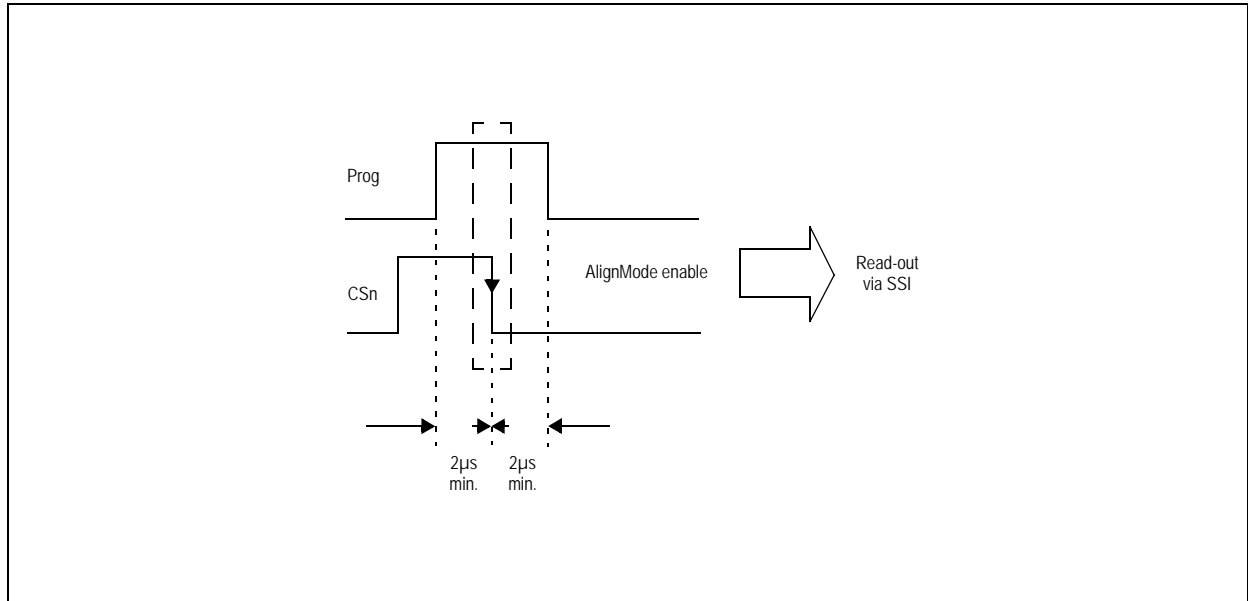 Prog
CSn
AlignMode enable
Read-out
via SSI
2µs
min.
2µs
min.